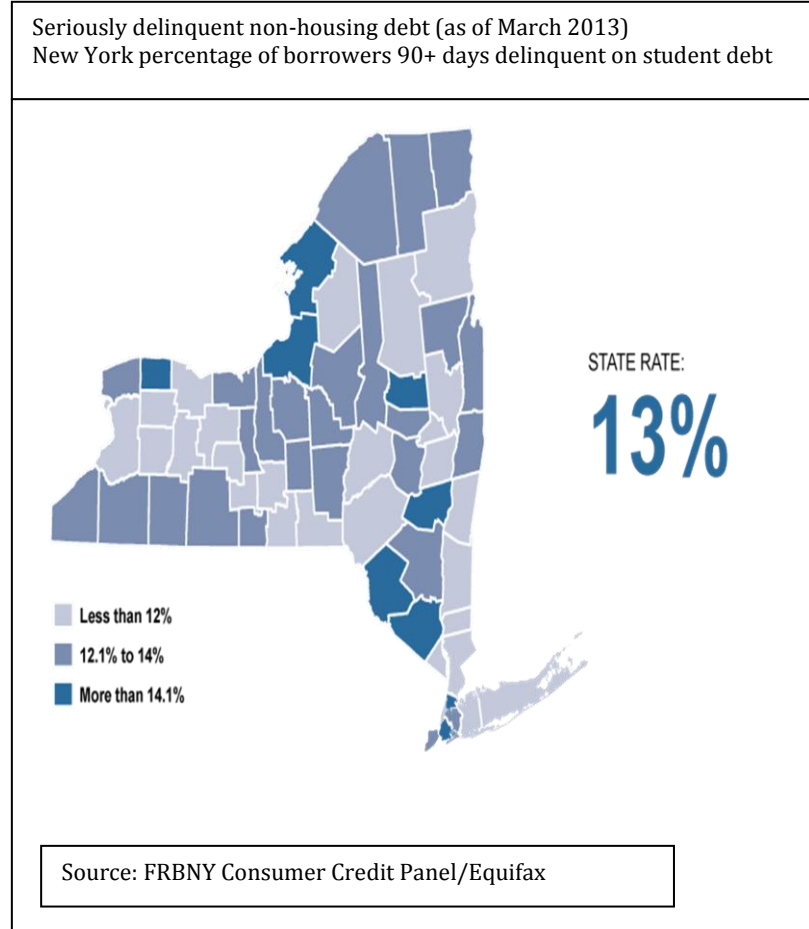 Seriously delinquent non-housing debt (as of March 2013)
New York percentage of borrowers 90+ days delinquent on student debt
STATE RATE:
13%
Less than 12%
12.1% to 14%
More than 14.1%
Source: FRBNY Consumer Credit Panel/Equifax